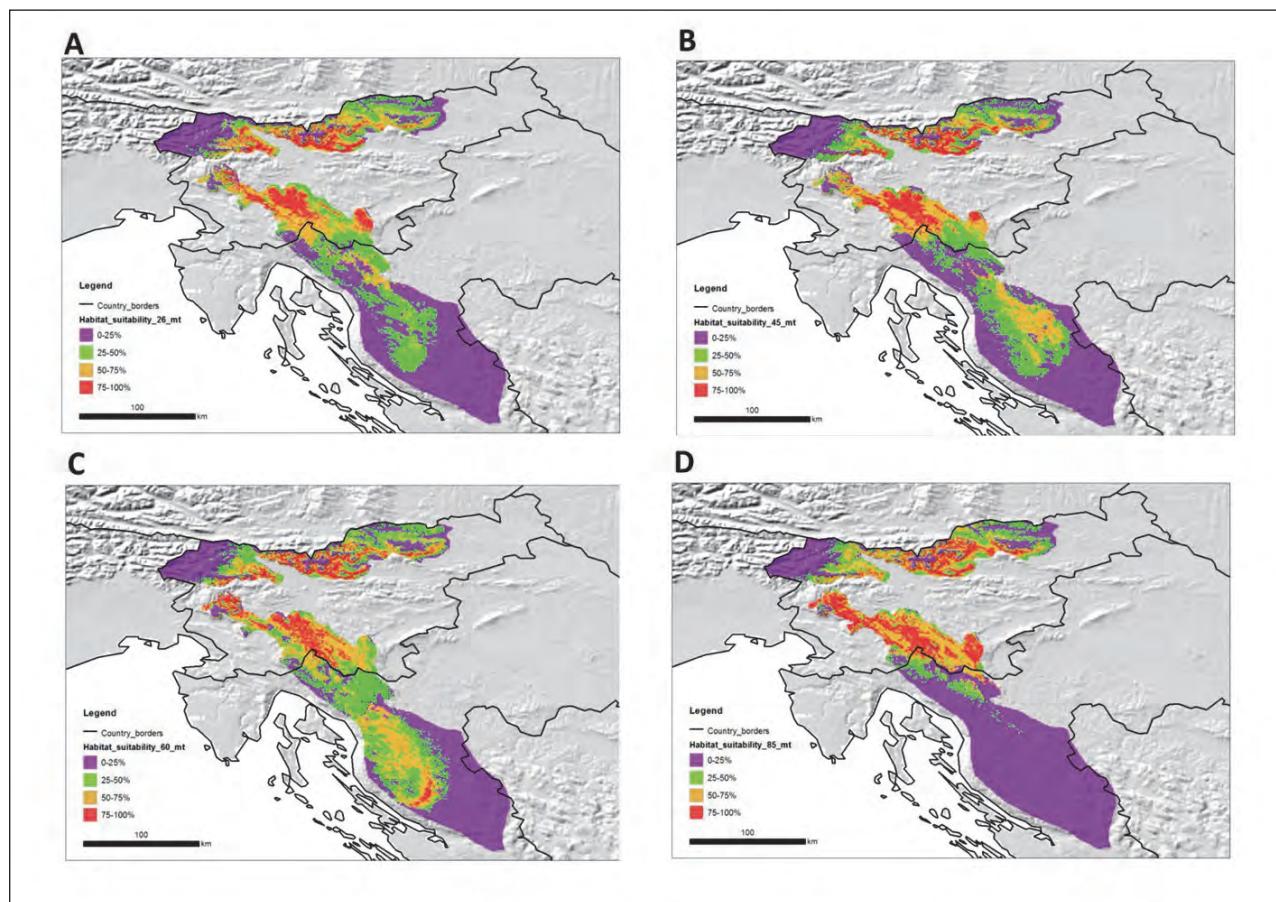 A
Legend
Country_borders
Habitat_suitability_26_mt
0-25%
25-50%
50-75%
75-100%
100
km
B
Legend
Country_borders
Habitat_suitability_45_mt
0-25%
25-50%
50-75%
75-100%
100
km
C
Legend
Country_borders
Habitat_suitability_60_mt
0-25%
25-50%
50-75%
75-100%
100
km
D
Legend
Country_borders
Habitat_suitability_85_mt
0-25%
25-50%
50-75%
75-100%
100
km